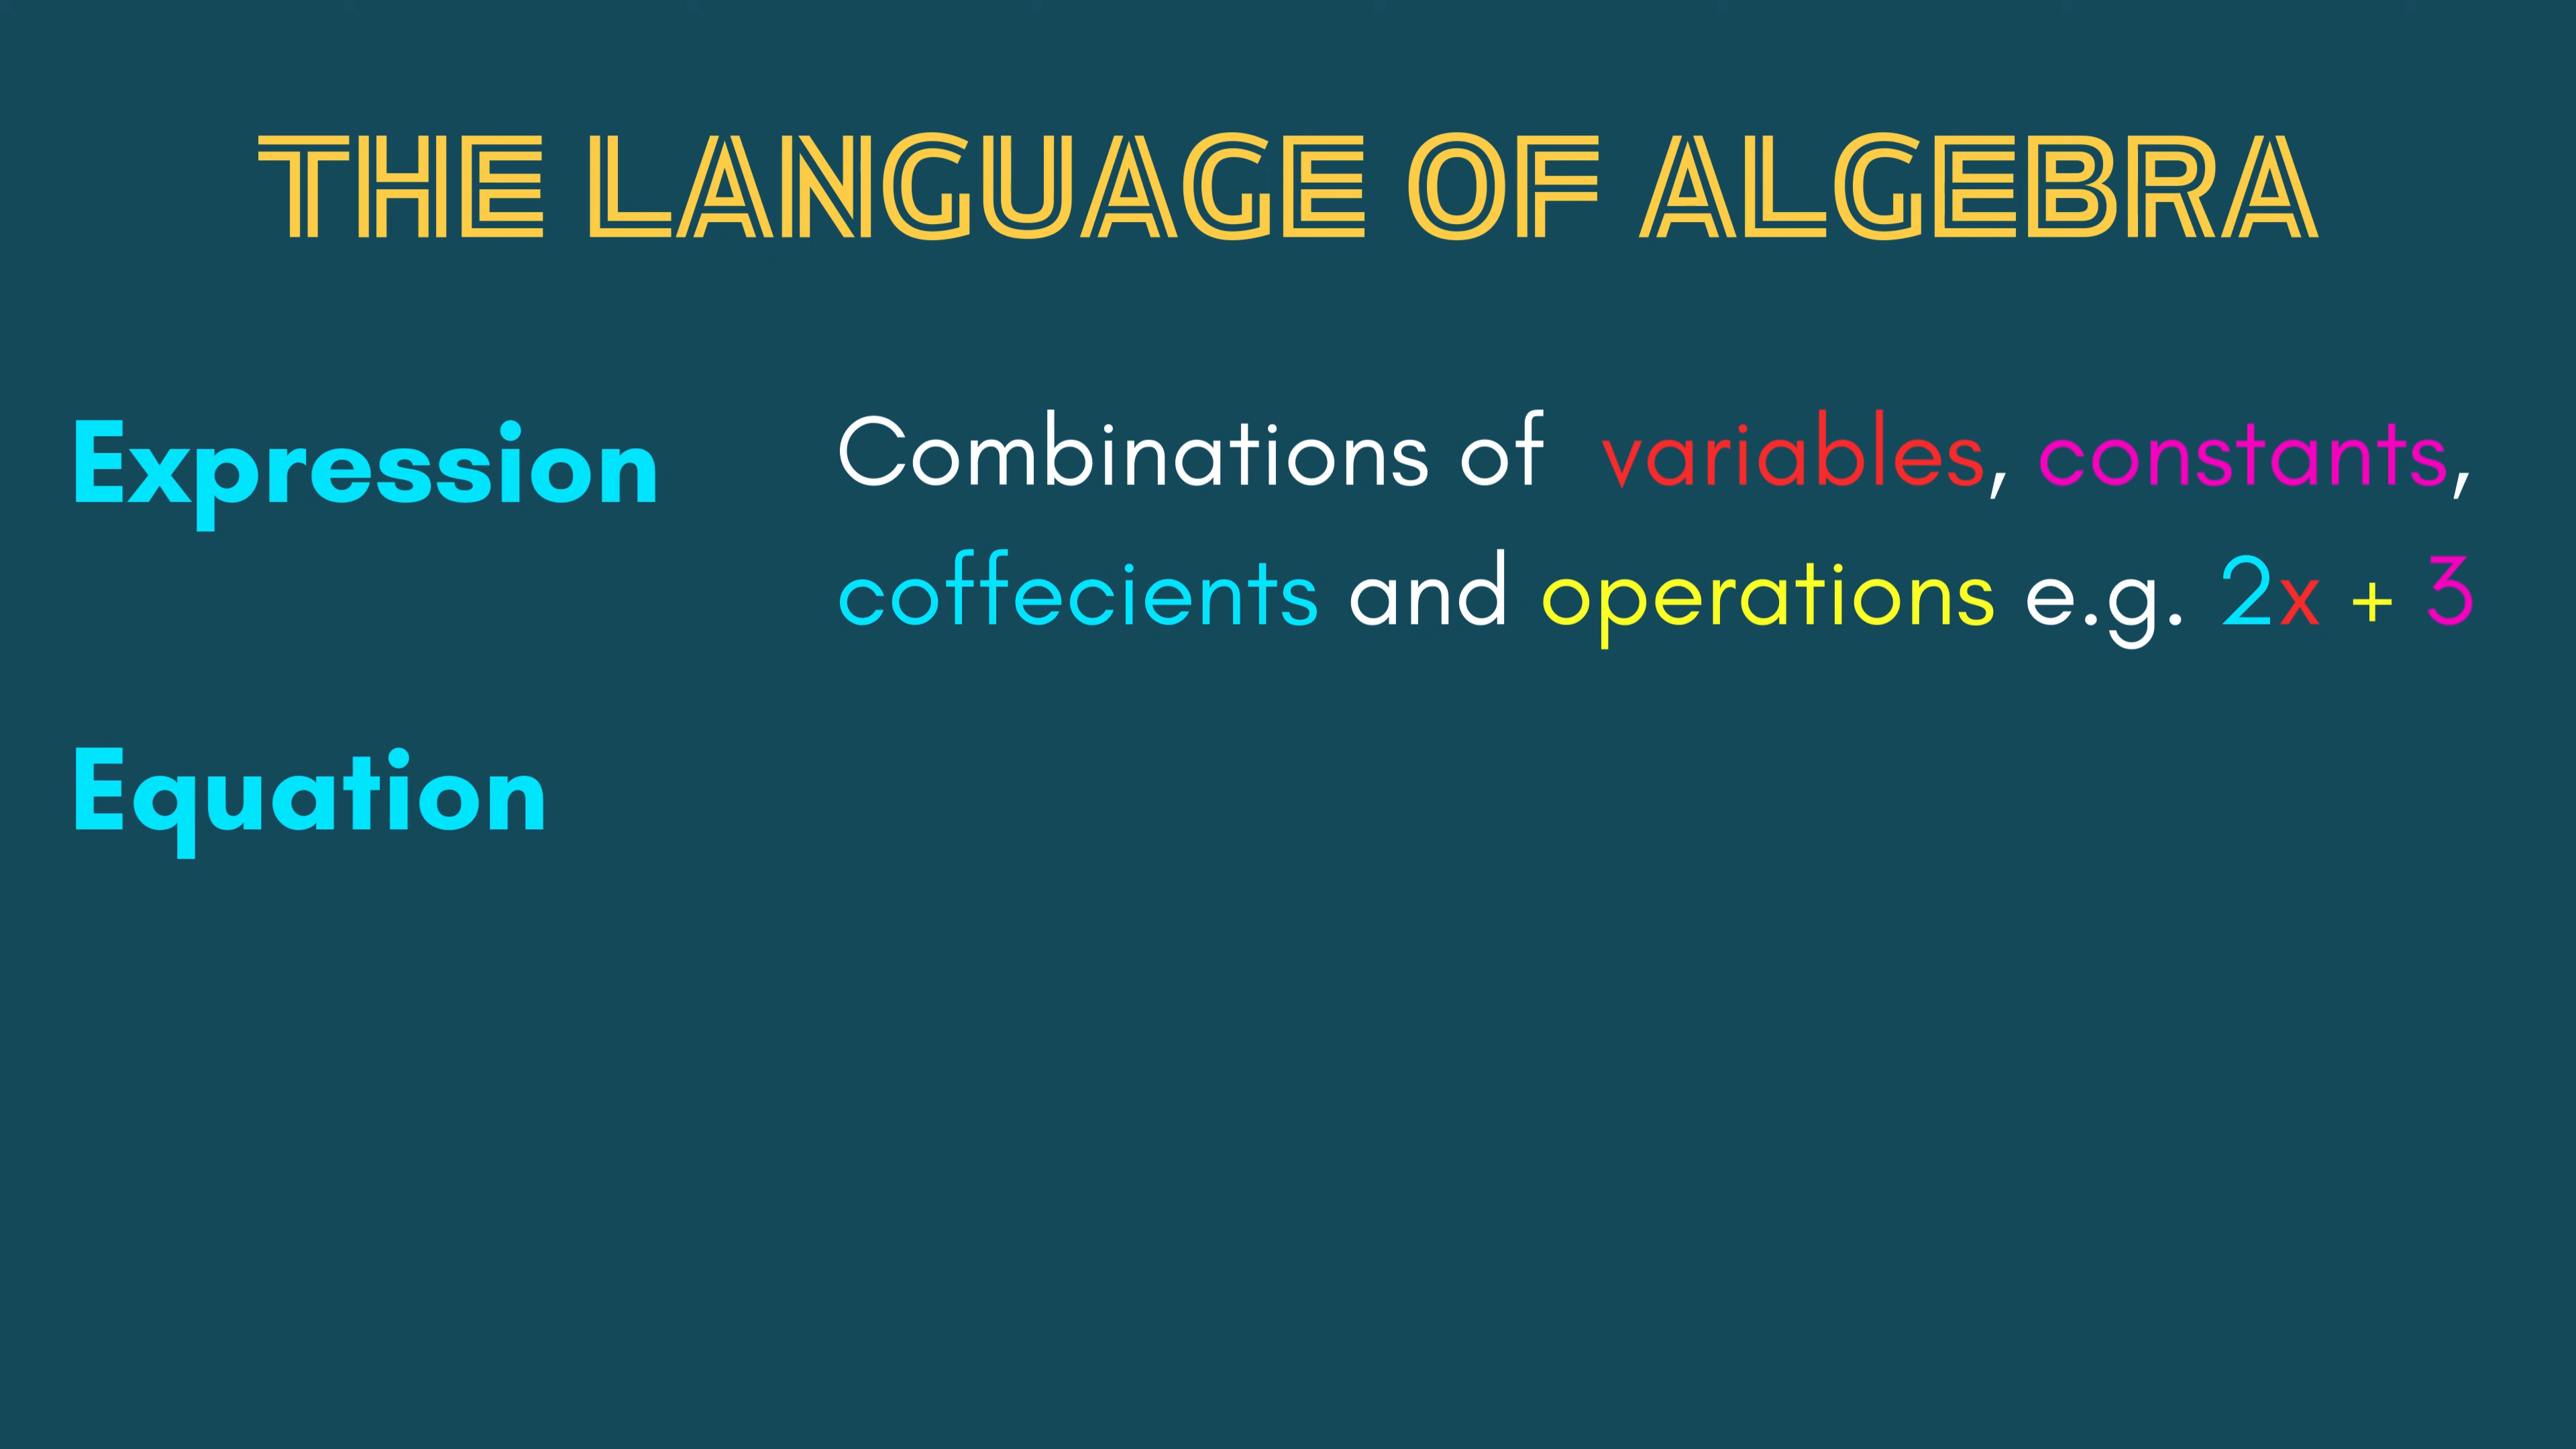 THE LANGUAGE OF ALGEBRA
Expression
Combinations of variables, constants,
coffecients and operations e.g. 2x + 3
Equation